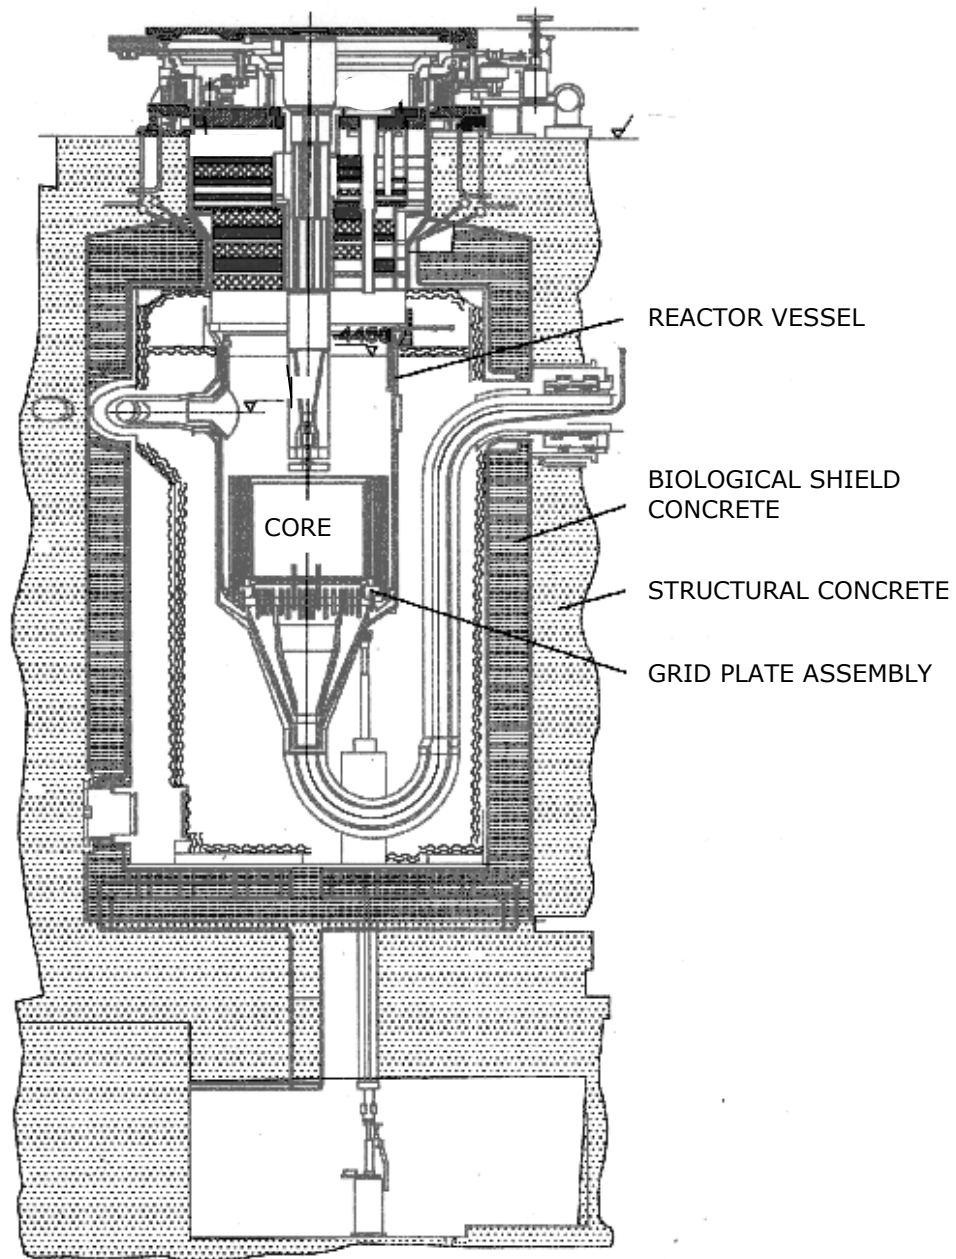 REACTOR VESSEL
BIOLOGICAL SHIELD
CONCRETE
CORE
STRUCTURAL CONCRETE
GRID PLATE ASSEMBLY